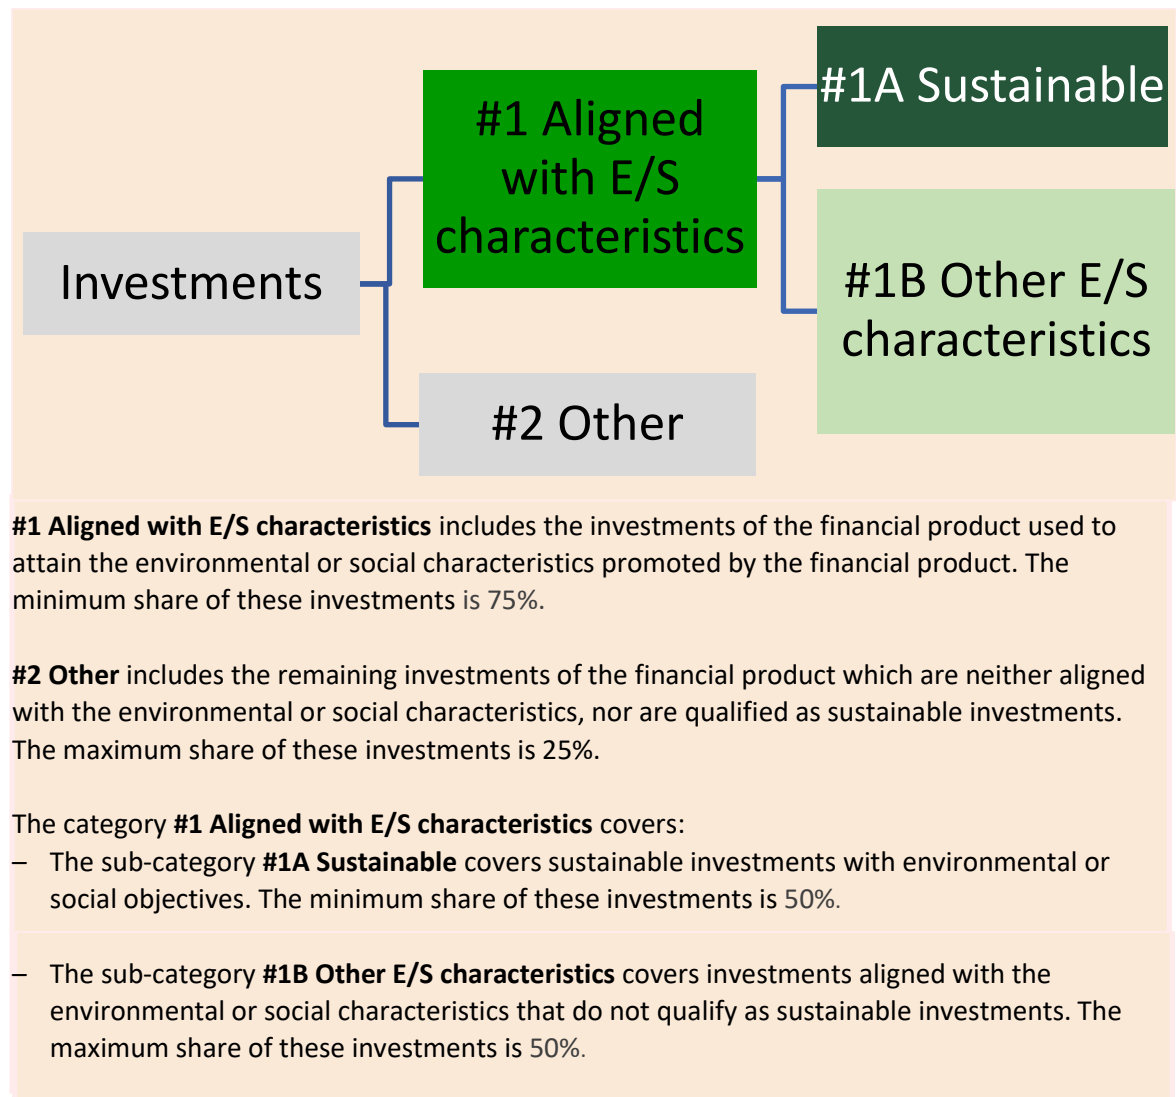 #1A Sustainable
#1 Aligned
with E/S
characteristics
#1B Other E/S
characteristics
Investments
#2 Other
#1 Aligned with E/S characteristics includes the investments of the financial product used to
attain the environmental or social characteristics promoted by the financial product. The
minimum share of these investments is 75%.
#2 Other includes the remaining investments of the financial product which are neither aligned
with the environmental or social characteristics, nor are qualified as sustainable investments.
The maximum share of these investments is 25%.
The category #1 Aligned with E/S characteristics covers:
– The sub-category #1A Sustainable covers sustainable investments with environmental or
social objectives. The minimum share of these investments is 50%.
– The sub-category #1B Other E/S characteristics covers investments aligned with the
environmental or social characteristics that do not qualify as sustainable investments. The
maximum share of these investments is 50%.